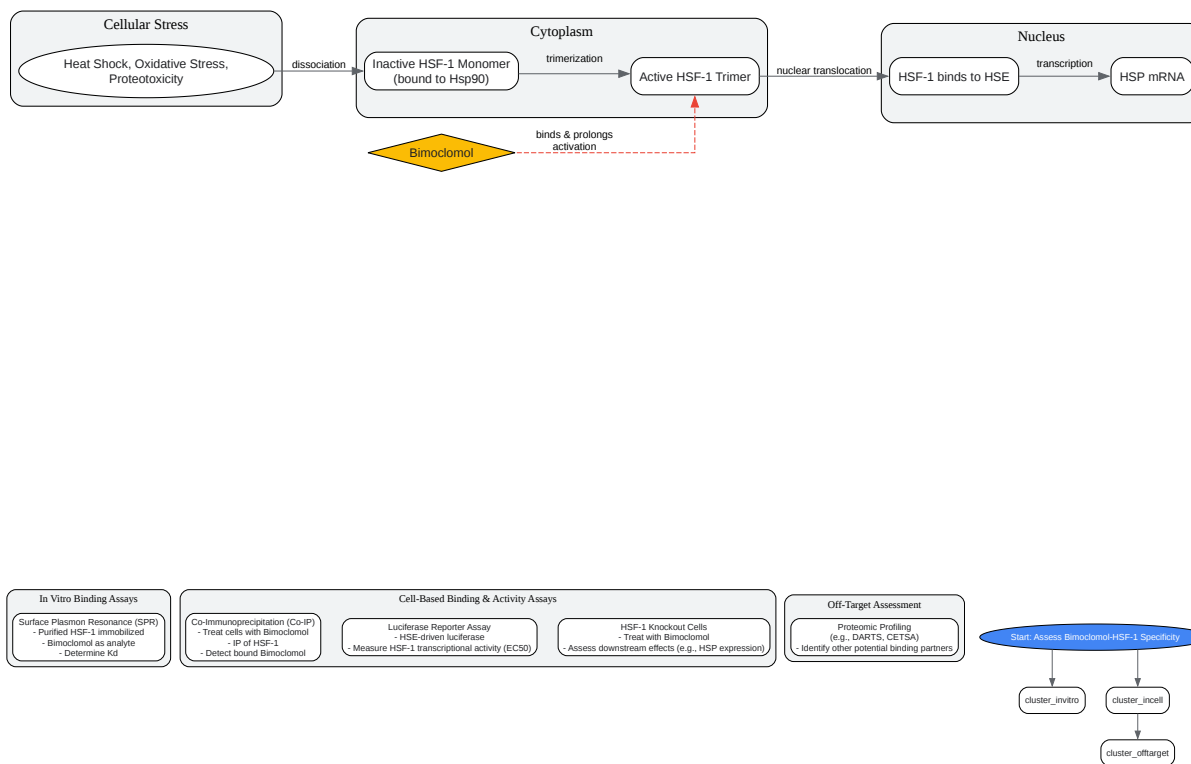 Cellular Stress
Heat Shock, Oxidative Stress,
Proteotoxicity
dissociation
Cytoplasm
Inactive HSF-1 Monomer
(bound to Hsp90)
trimerization
Active HSF-1 Trimer
nuclear translocation
Nucleus
HSF-1 binds to HSE
transcription
HSP mRNA
Bimoclomol
binds & prolongs
activation
In Vitro Binding Assays
Surface Plasmon Resonance (SPR)
- Purified HSF-1 immobilized
- Bimoclomol as analyte
- Determine Kd
Cell-Based Binding & Activity Assays
Co-Immunoprecipitation (Co-IP)
- Treat cells with Bimoclomol
- IP of HSF-1
- Detect bound Bimoclomol
Luciferase Reporter Assay
- HSE-driven luciferase
- Measure HSF-1 transcriptional activity (EC50)
HSF-1 Knockout Cells
- Treat with Bimoclomol
- Assess downstream effects (e.g., HSP expression)
Off-Target Assessment
Proteomic Profiling
(e.g., DARTS, CETSA)
- Identify other potential binding partners
Start: Assess Bimoclomol-HSF-1 Specificity
cluster_invitro
cluster_incell
cluster_offtarget